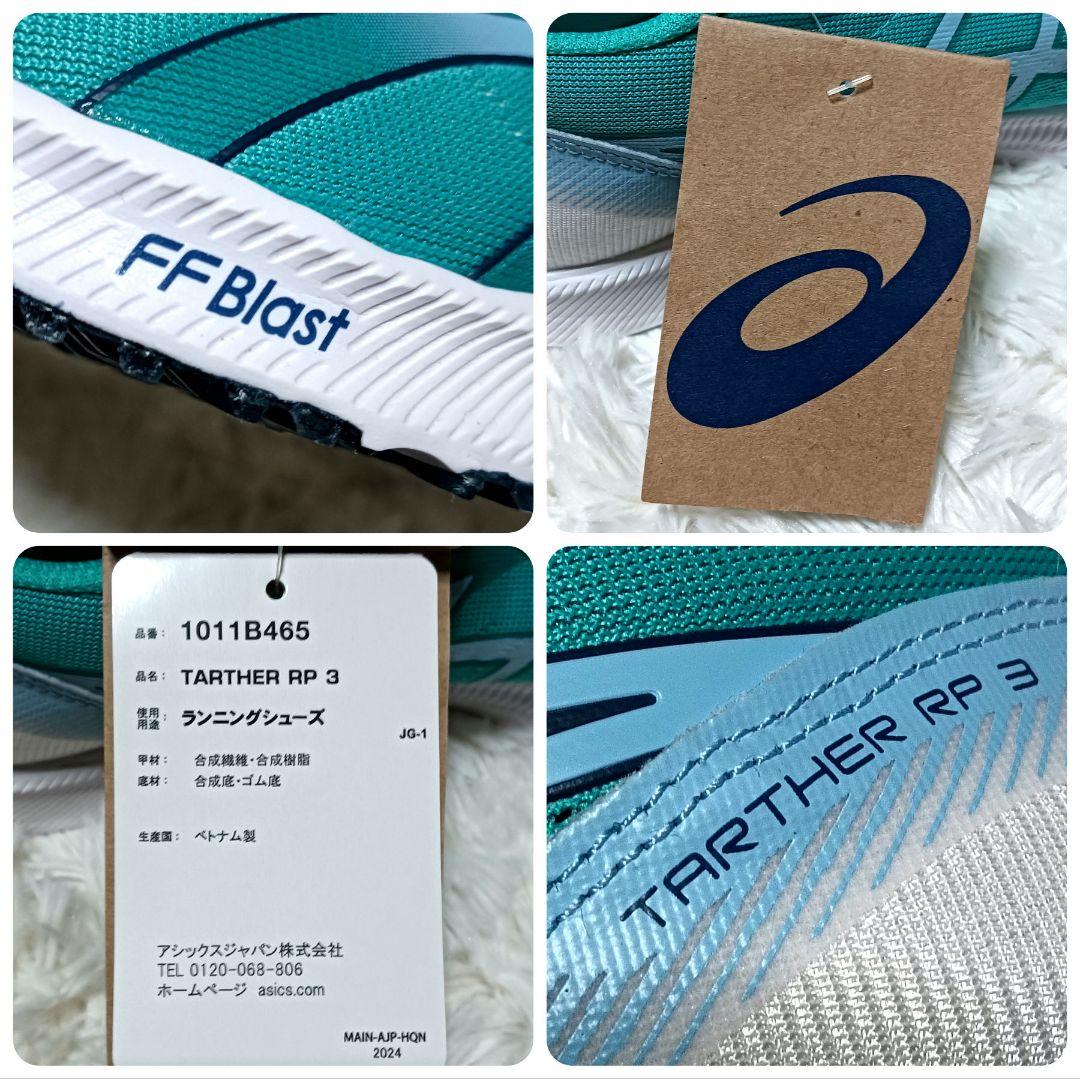 FF Blast
品番： 1011B465
品名： TARTHER RP 3
使用用途： ランニングシューズ
JG-1
甲材： 合成繊維・合成樹脂
底材： 合成底・ゴム底
生産国： ベトナム製
アシックスジャパン株式会社
TEL 0120-068-806
ホームページ asics.com
MAIN-AJP-HQN
2024
TARTHER RP 3